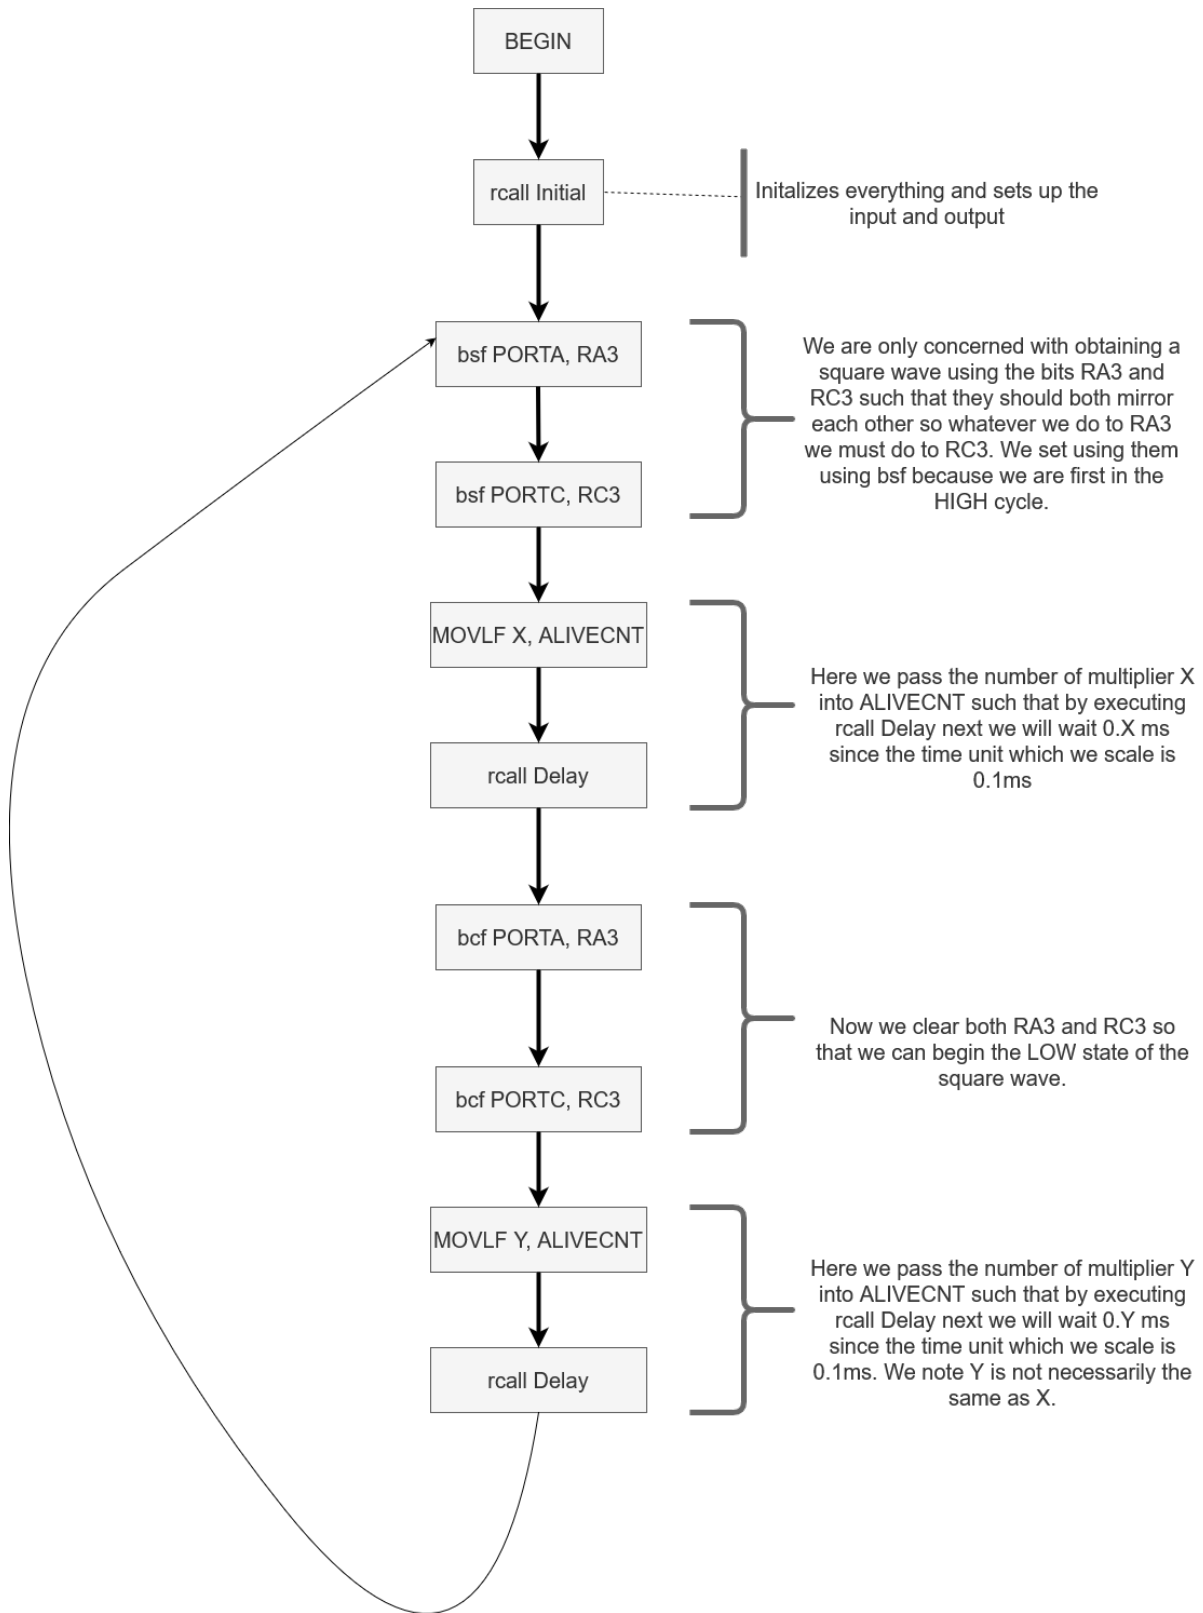 BEGIN
rcall Initial
Initalizes everything and sets up the
input and output
bsf PORTA, RA3
bsf PORTC, RC3
We are only concerned with obtaining a
square wave using the bits RA3 and
RC3 such that they should both mirror
each other so whatever we do to RA3
we must do to RC3. We set using them
using bsf because we are first in the
HIGH cycle.
MOVLF X, ALIVECNT
rcall Delay
Here we pass the number of multiplier X
into ALIVECNT such that by executing
rcall Delay next we will wait 0.X ms
since the time unit which we scale is
0.1ms
bcf PORTA, RA3
bcf PORTC, RC3
Now we clear both RA3 and RC3 so
that we can begin the LOW state of the
square wave.
MOVLF Y, ALIVECNT
rcall Delay
Here we pass the number of multiplier Y
into ALIVECNT such that by executing
rcall Delay next we will wait 0.Y ms
since the time unit which we scale is
0.1ms. We note Y is not necessarily the
same as X.